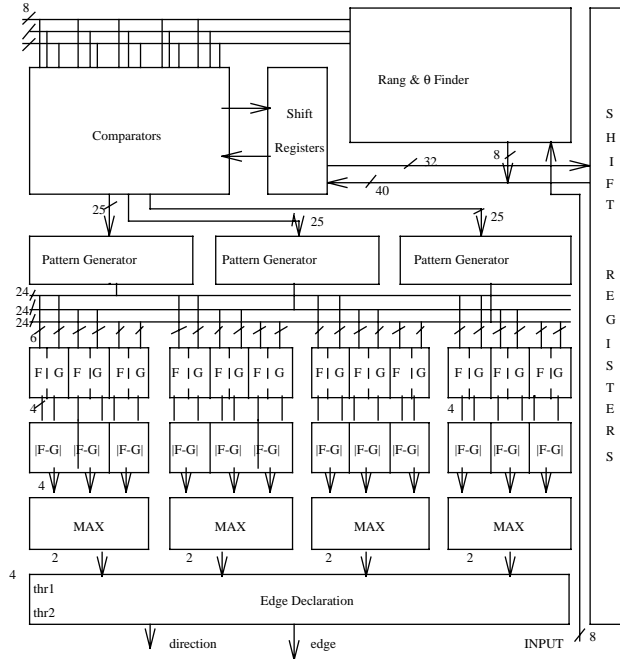 8
Rang & θ Finder
Comparators
Shift
Registers
8
32
40
25
25
25
Pattern Generator
Pattern Generator
Pattern Generator
24
24
24
6
F G F G F G
F G F G F G
F G F G F G
F G F G F G
4
4
|F-G| |F-G| |F-G|
|F-G| |F-G| |F-G|
|F-G| |F-G| |F-G|
|F-G| |F-G| |F-G|
4
MAX
MAX
MAX
MAX
2
2
2
2
4
thr1
thr2
Edge Declaration
direction
edge
INPUT
8
SHIFT REGISTERS